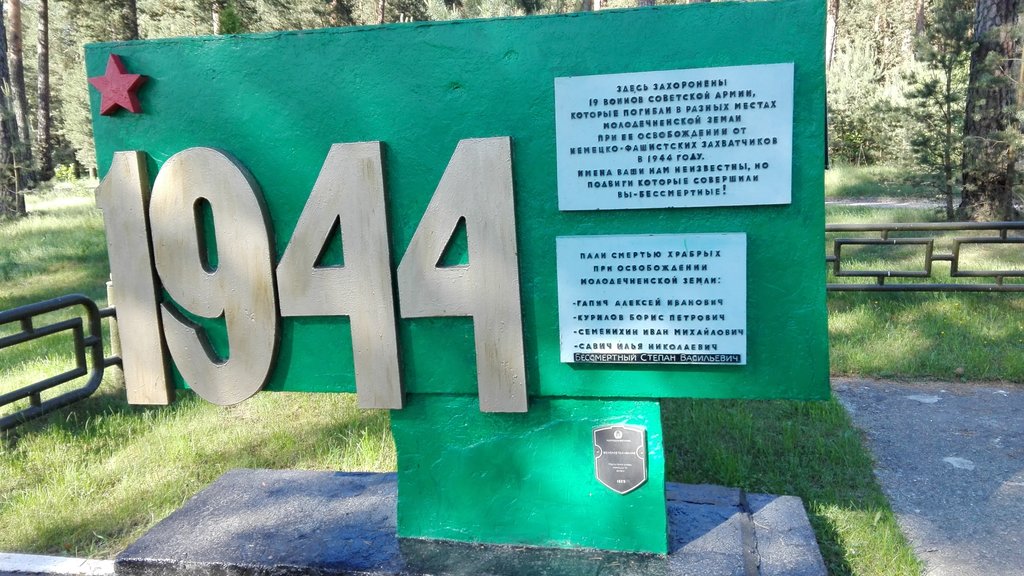 1944
ЗДЕСЬ ЗАХОРОНЕНЫ
19 ВОИНОВ СОВЕТСКОЙ АРМИИ,
КОТОРЫЕ ПОГИБЛИ В РАЗНЫХ МЕСТАХ
МОЛОДЕЧНЕНСКОЙ ЗЕМЛИ
ПРИ ЕЕ ОСВОБОЖДЕНИИ ОТ
НЕМЕЦКО-ФАШИСТСКИХ ЗАХВАТЧИКОВ
В 1944 ГОДУ.
ИМЕНА ВАШИ НАМ НЕИЗВЕСТНЫ, НО
ПОДВИГИ КОТОРЫЕ СОВЕРШИЛИ
ВЫ-БЕССМЕРТНЫЕ!
ПАЛИ СМЕРТЬЮ ХРАБРЫХ
ПРИ ОСВОБОЖДЕНИИ
МОЛОДЕЧНЕНСКОЙ ЗЕМЛИ:
-ГАПИЧ АЛЕКСЕЙ ИВАНОВИЧ
-КУРИЛОВ БОРИС ПЕТРОВИЧ
-СЕМЕНИХИН ИВАН МИХАЙЛОВИЧ
-САВИЧ ИЛЬЯ НИКОЛАЕВИЧ
БЕССМЕРТНЫЙ СТЕПАН ВАСИЛЬЕВИЧ